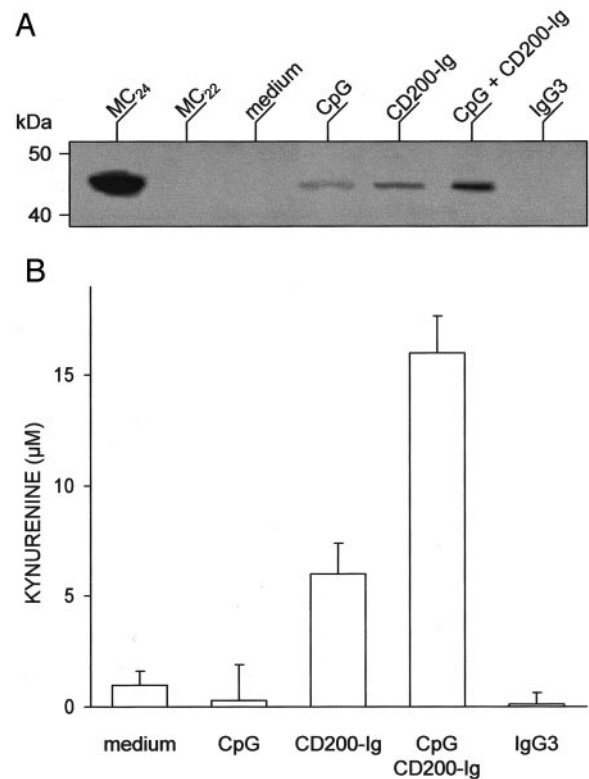 A
MC24 MC22 medium CpG CD200-Ig CpG + CD200-Ig IgG3
kDa
50
40
B
KYNURENINE (µM)
15
10
5
0
medium CpG CD200-Ig CpG IgG3
CD200-Ig